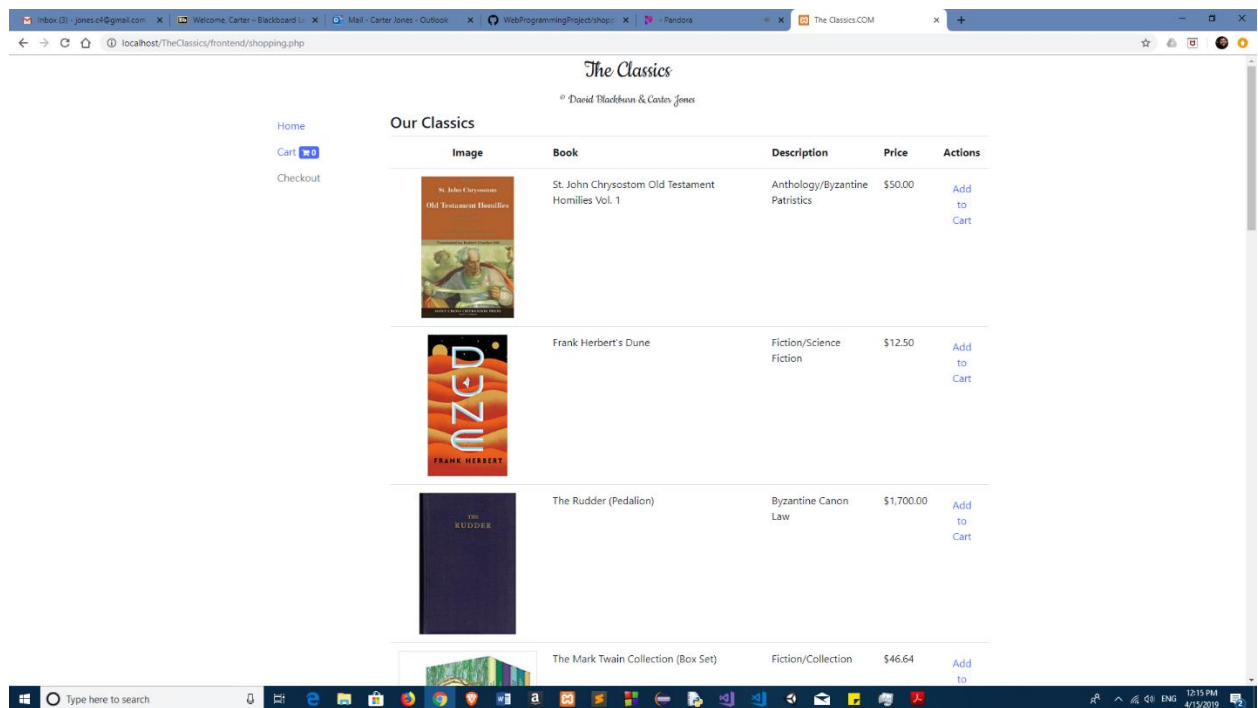 Inbox (3) - jones.c4@gmail.com
Welcome, Carter – Blackboard Le
Mail - Carter Jones - Outlook
WebProgrammingProject/shopp
- Pandora
The Classics.COM
localhost/TheClassics/frontend/shopping.php
The Classics
© David Blackburn & Carter Jones
Home
Cart 0
Checkout
Our Classics
Image Book Description Price Actions
St. John Chrysostom
Old Testament Homilies
St. John Chrysostom Old Testament
Homilies Vol. 1
Anthology/Byzantine
Patristics
$50.00
Add
to
Cart
DUNE
FRANK HERBERT
Frank Herbert's Dune
Fiction/Science
Fiction
$12.50
Add
to
Cart
THE
RUDDER
The Rudder (Pedalion)
Byzantine Canon
Law
$1,700.00
Add
to
Cart
The Mark Twain Collection (Box Set)
Fiction/Collection
$46.64
Add
to
Type here to search
ENG
12:15 PM
4/15/2019